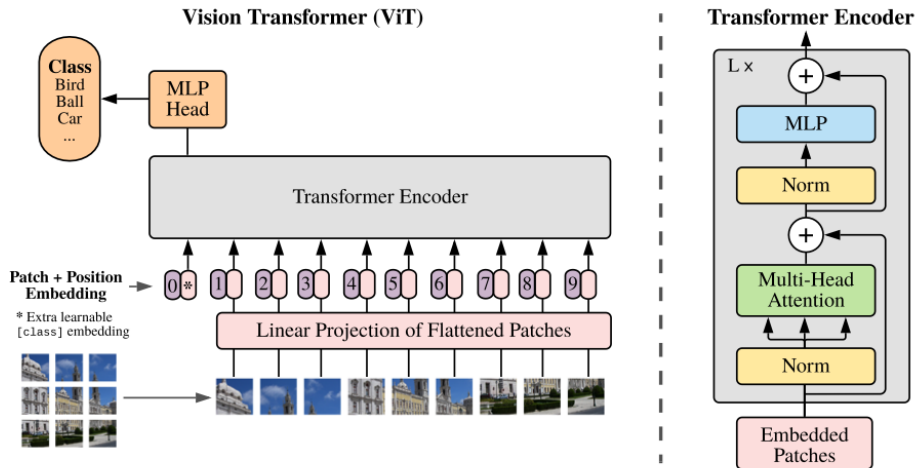 Vision Transformer (ViT)
Class
Bird
Ball
Car
...
MLP
Head
Transformer Encoder
0 * 1 2 3 4 5 6 7 8 9
Patch + Position
Embedding
* Extra learnable
[class] embedding
Linear Projection of Flattened Patches
Transformer Encoder
L ×
+
MLP
Norm
+
Multi-Head
Attention
Norm
Embedded
Patches